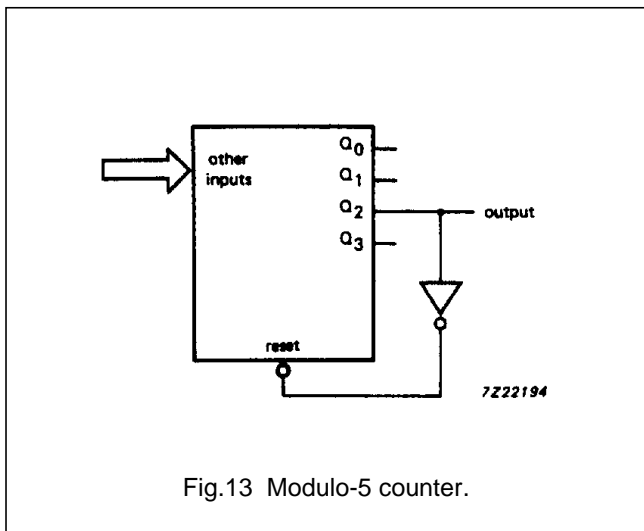 other
inputs
Q0
Q1
Q2
Q3
output
reset
7Z22194
Fig.13 Modulo-5 counter.